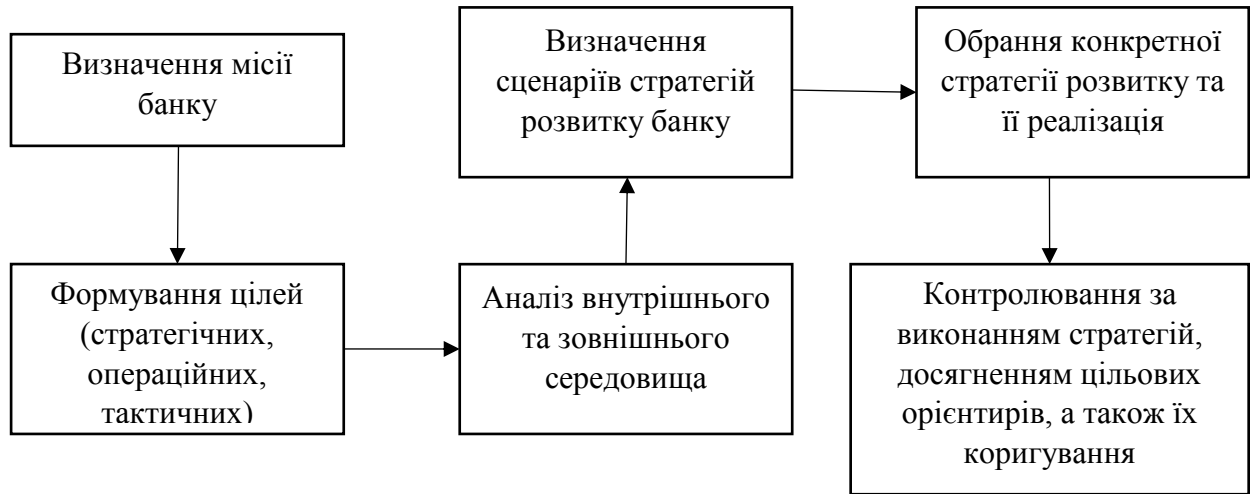 Визначення місії
банку
Формування цілей
(стратегічних,
операційних,
тактичних)
Аналіз внутрішнього
та зовнішнього
середовища
Визначення
сценаріїв стратегій
розвитку банку
Обрання конкретної
стратегії розвитку та
її реалізація
Контролювання за
виконанням стратегій,
досягненням цільових
орієнтирів, а також їх
коригування